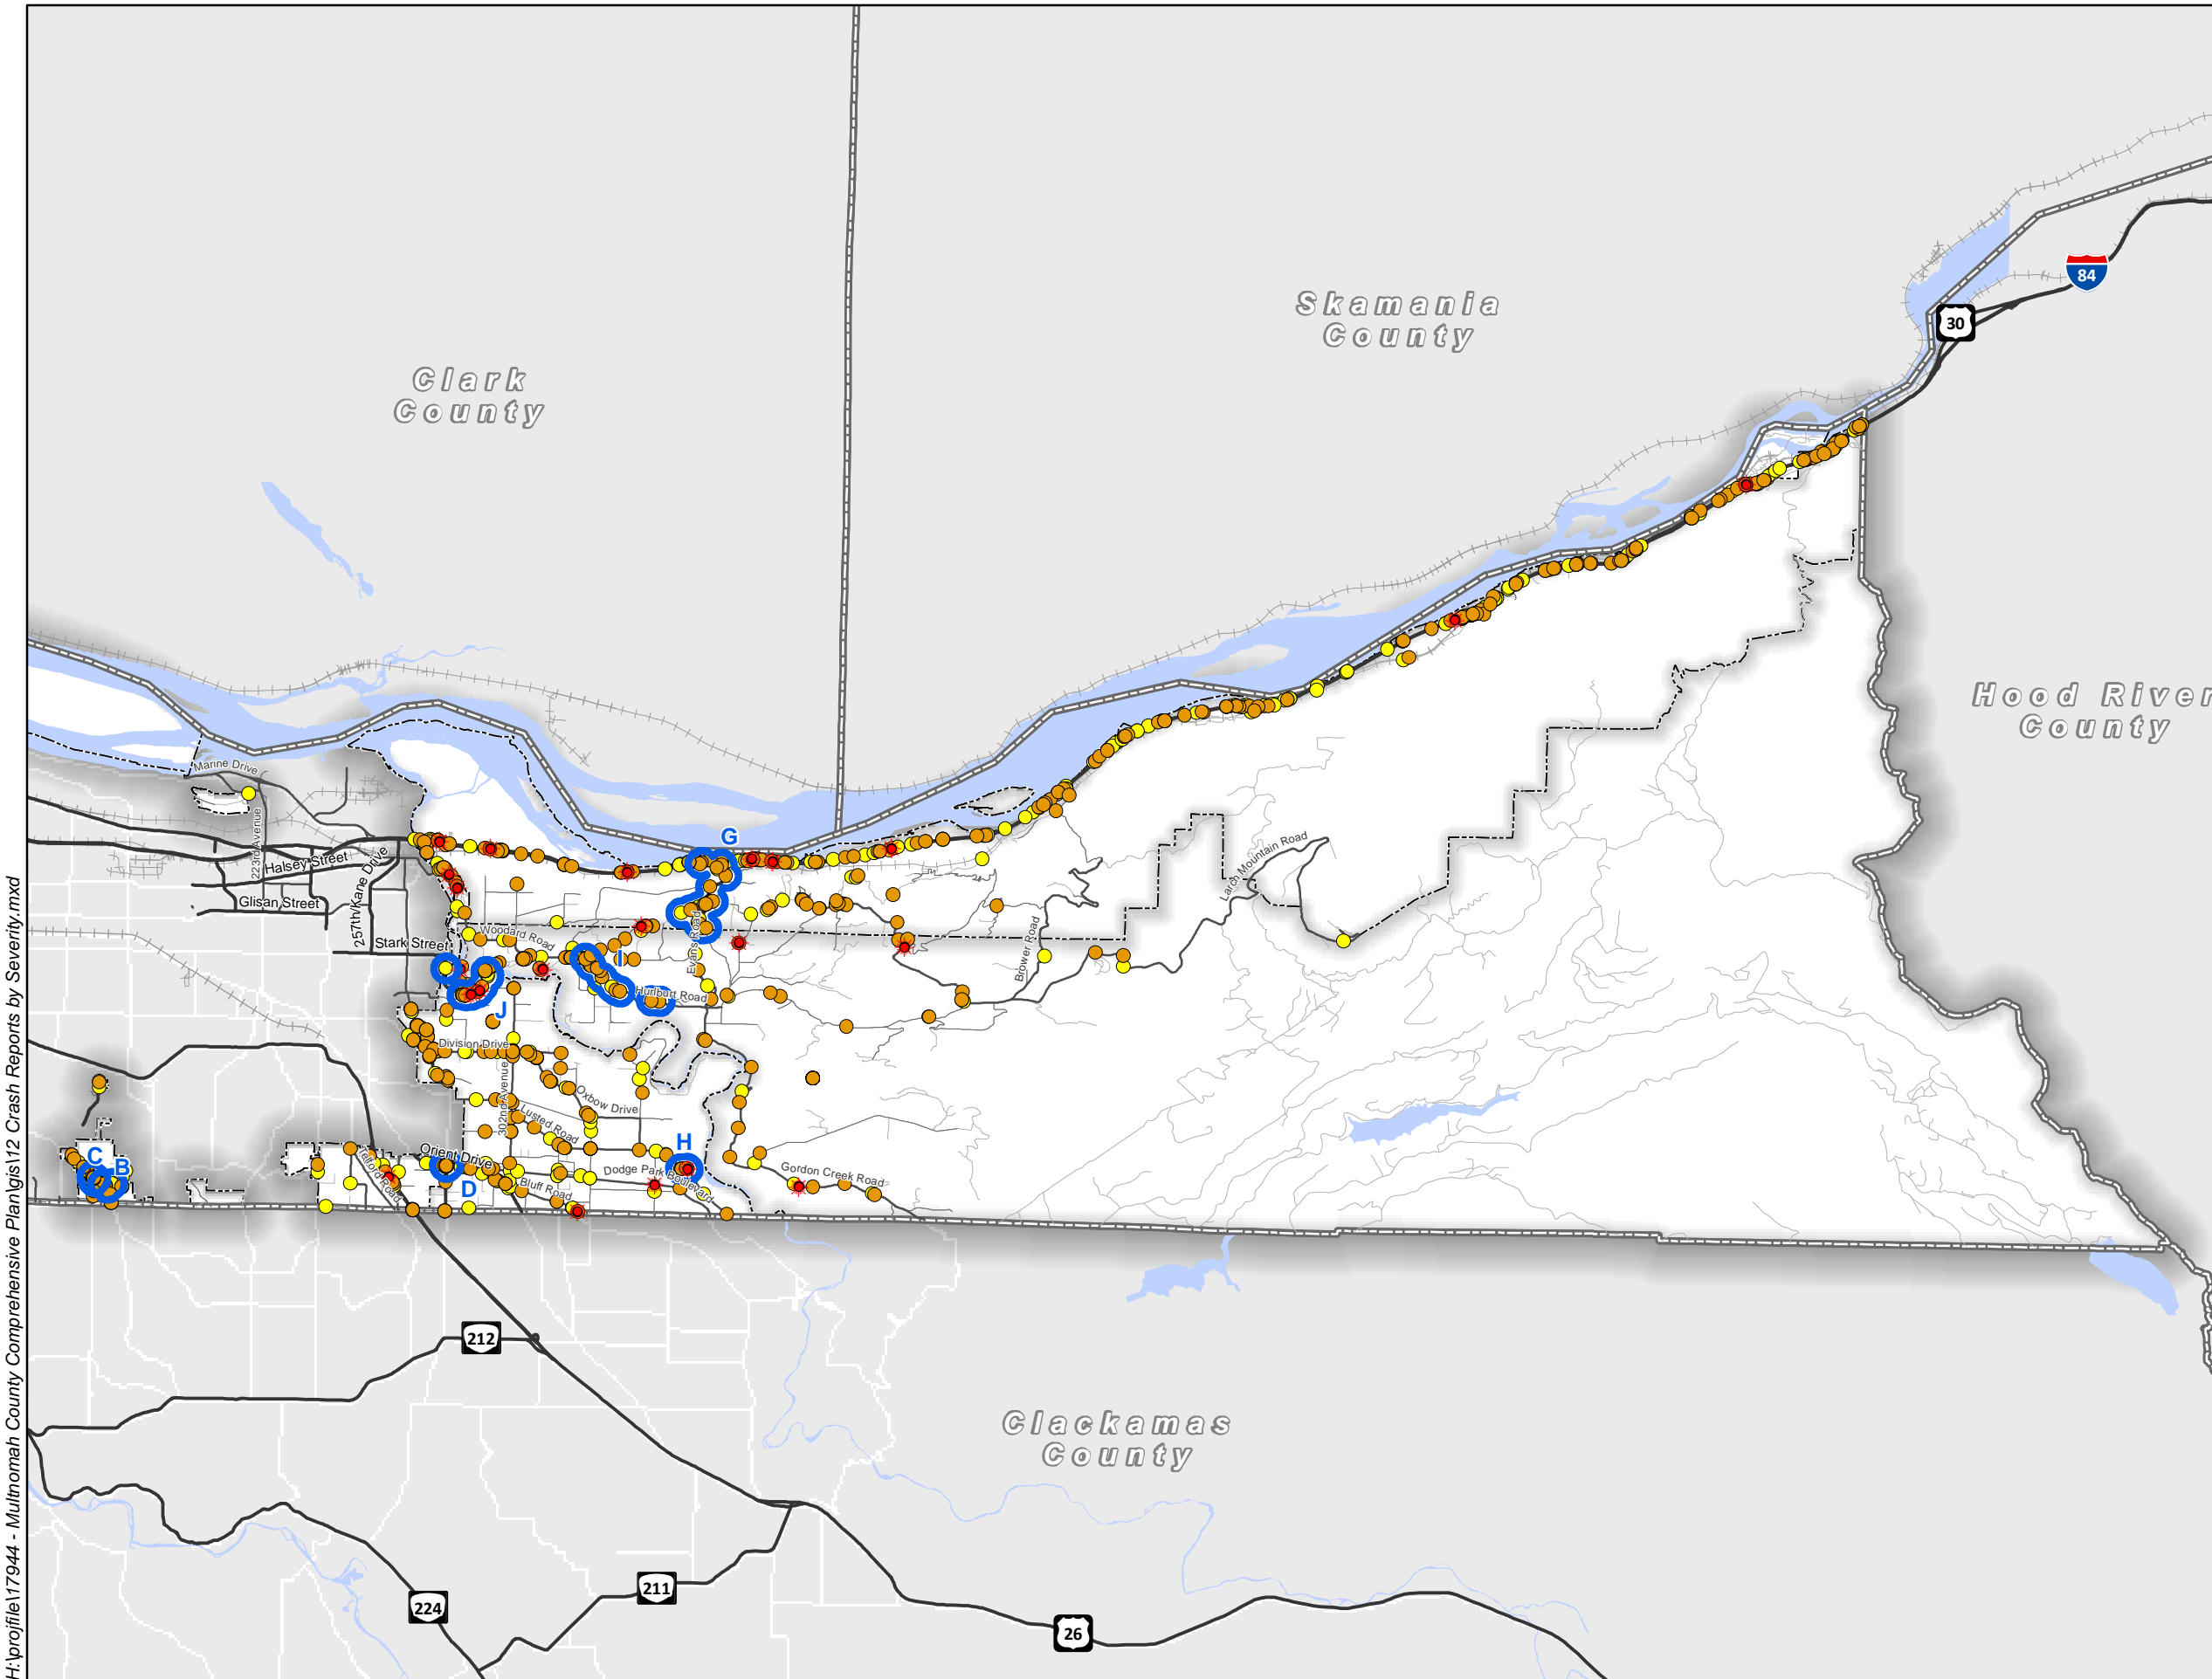 84
30
Skamania
County
Clark
County
Hood River
County
Marine Drive
223rd Avenue
Halsey Street
257th/Kane Drive
Glisan Street
Stark Street
G
Larch Mountain Road
Woodard Road
Evans Road
I
Brower Road
Hurlburt Road
J
Division Drive
302nd Avenue
Oxbow Drive
Lusted Road
H
C
B
Orient Drive
Telford Road
Dodge Park Boulevard
Gordon Creek Road
D
Bluff Road
212
Clackamas
County
211
224
26
H:\projfile\17944 - Multnomah County Comprehensive Plan\gis\12 Crash Reports by Severity.mxd